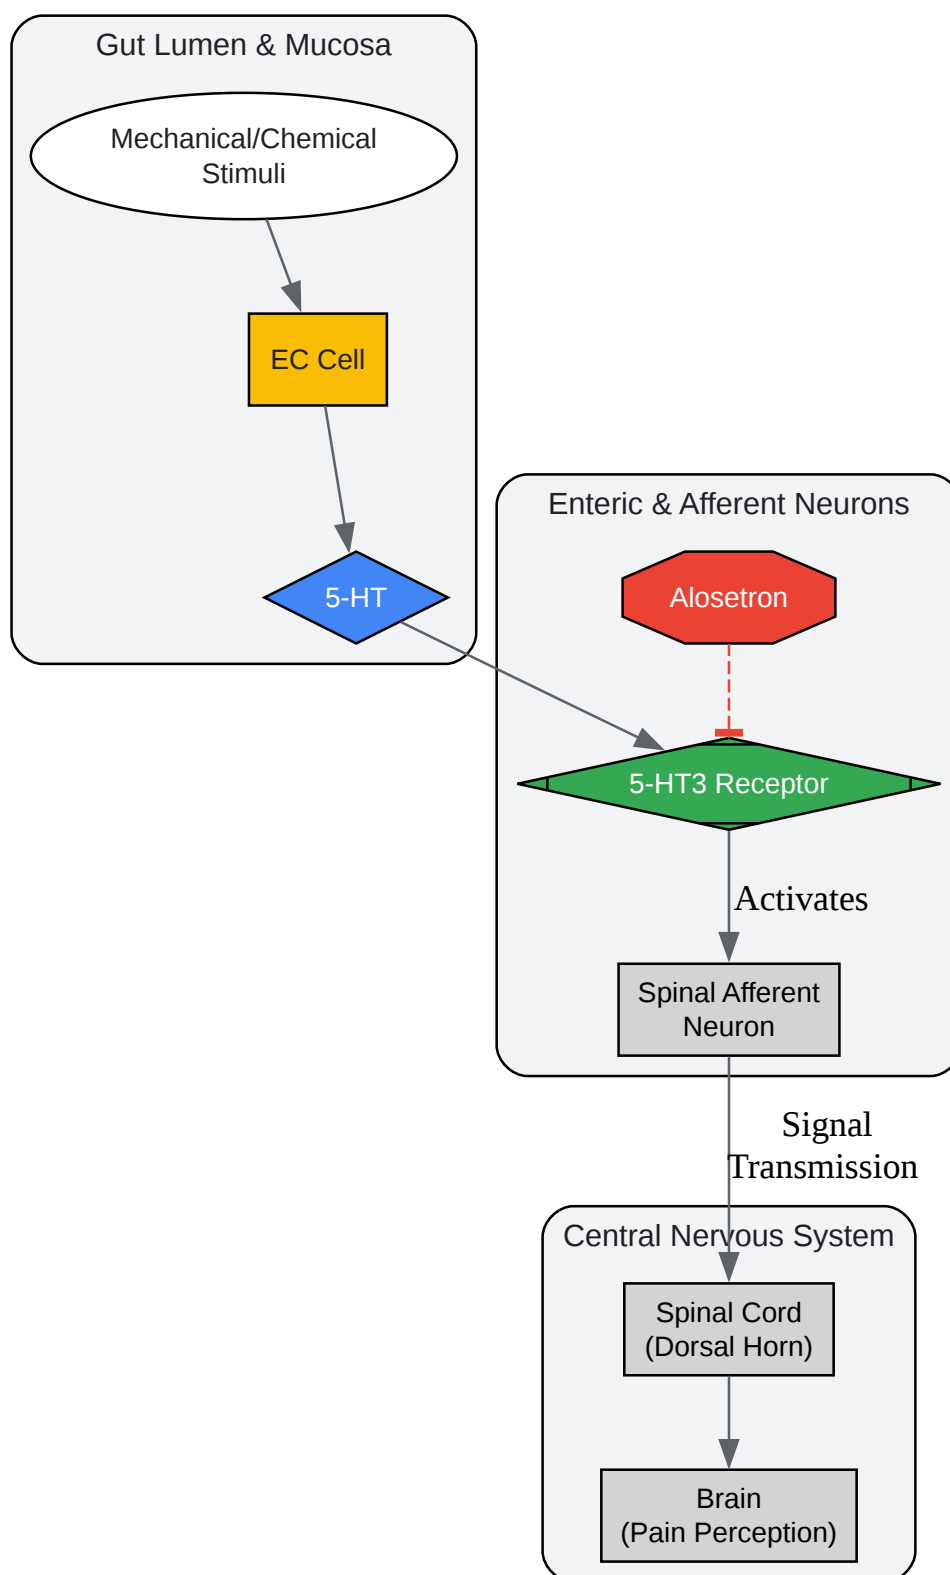 Gut Lumen & Mucosa
Mechanical/Chemical
Stimuli
EC Cell
5-HT
Enteric & Afferent Neurons
Alosetron
5-HT3 Receptor
Activates
Spinal Afferent
Neuron
Signal
Transmission
Central Nervous System
Spinal Cord
(Dorsal Horn)
Brain
(Pain Perception)